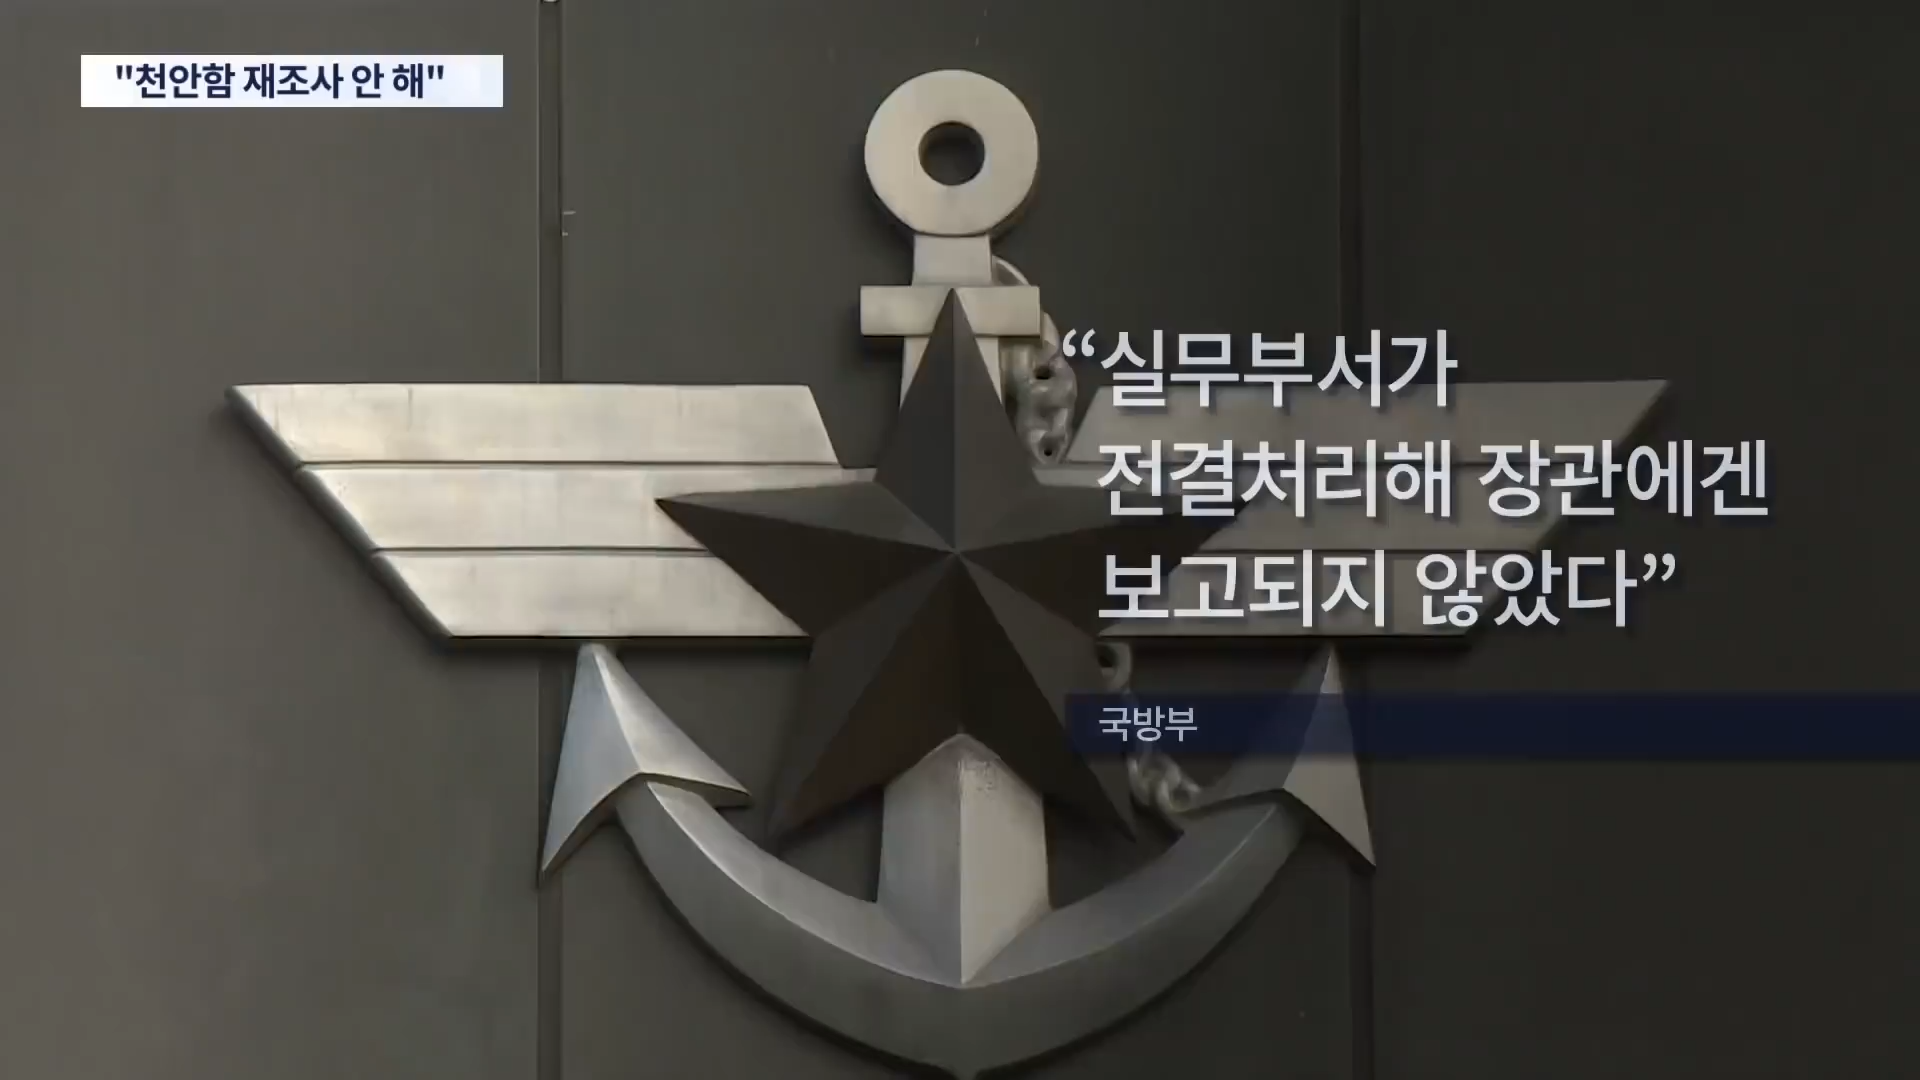 "천안함 재조사 안 해"
“실무부서가
전결처리해 장관에겐
보고되지 않았다”
국방부